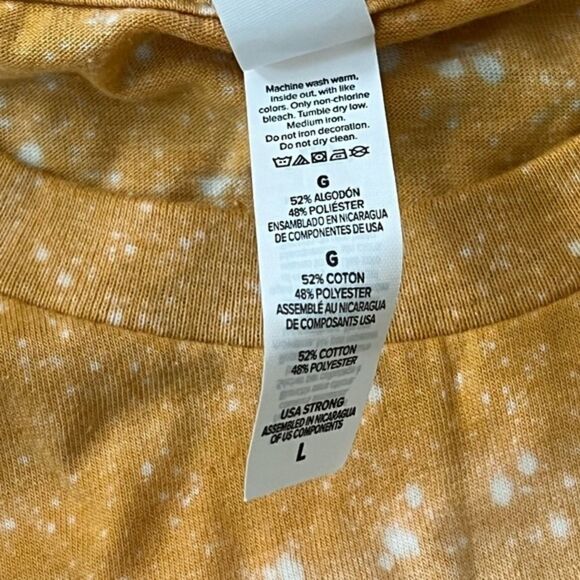 Machine wash warm,
inside out, with like
colors. Only non-chlorine
bleach. Tumble dry low.
Medium iron.
Do not iron decoration.
Do not dry clean.
G
52% ALGODÓN
48% POLIÉSTER
ENSAMBLADO EN NICARAGUA
DE COMPONENTES DE USA
G
52% COTON
48% POLYESTER
ASSEMBLÉ AU NICARAGUA
DE COMPOSANTS USA
52% COTTON
48% POLYESTER
USA STRONG
ASSEMBLED IN NICARAGUA
OF US COMPONENTS
L